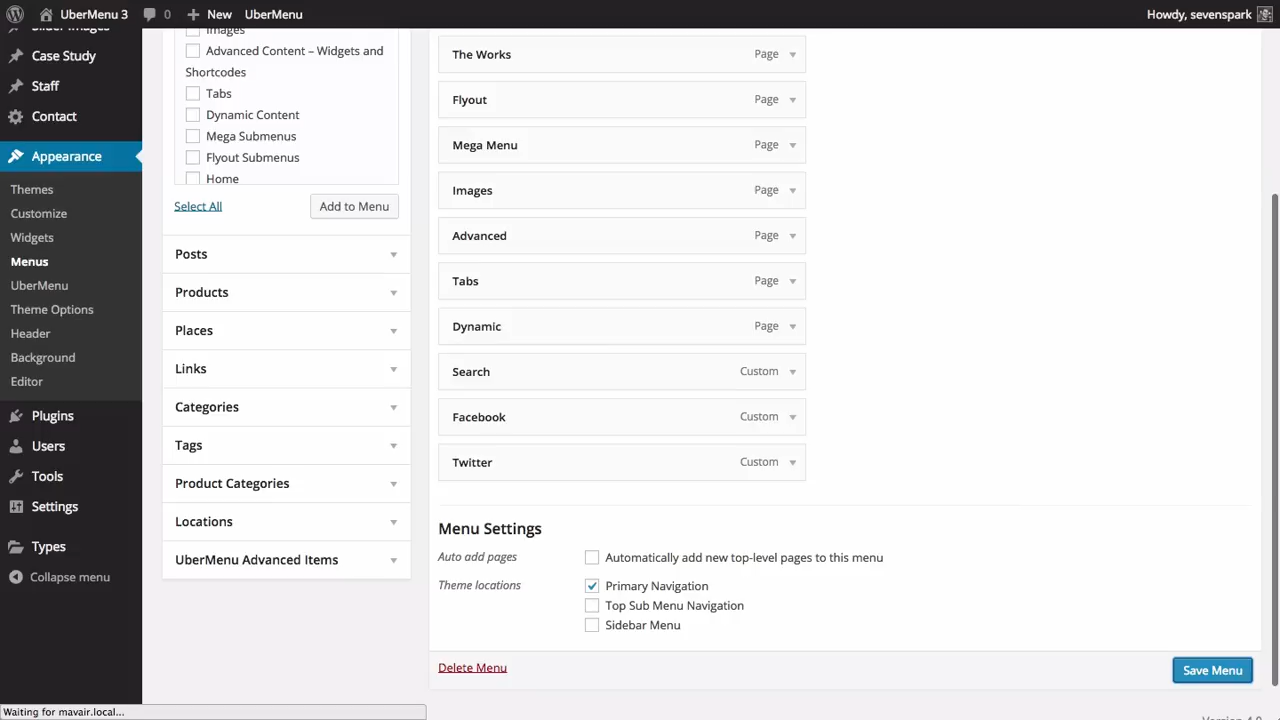 UberMenu 3
0
New
UberMenu
Howdy, sevenspark
Slider Images
Case Study
Staff
Contact
Appearance
Themes
Customize
Widgets
Menus
UberMenu
Theme Options
Header
Background
Editor
Plugins
Users
Tools
Settings
Types
Collapse menu
Images
Advanced Content – Widgets and
Shortcodes
Tabs
Dynamic Content
Mega Submenus
Flyout Submenus
Home
Select All
Add to Menu
Posts
Products
Places
Links
Categories
Tags
Product Categories
Locations
UberMenu Advanced Items
The Works Page
Flyout Page
Mega Menu Page
Images Page
Advanced Page
Tabs Page
Dynamic Page
Search Custom
Facebook Custom
Twitter Custom
Menu Settings
Auto add pages Automatically add new top-level pages to this menu
Theme locations Primary Navigation
Top Sub Menu Navigation
Sidebar Menu
Delete Menu
Save Menu
Waiting for mavair.local...